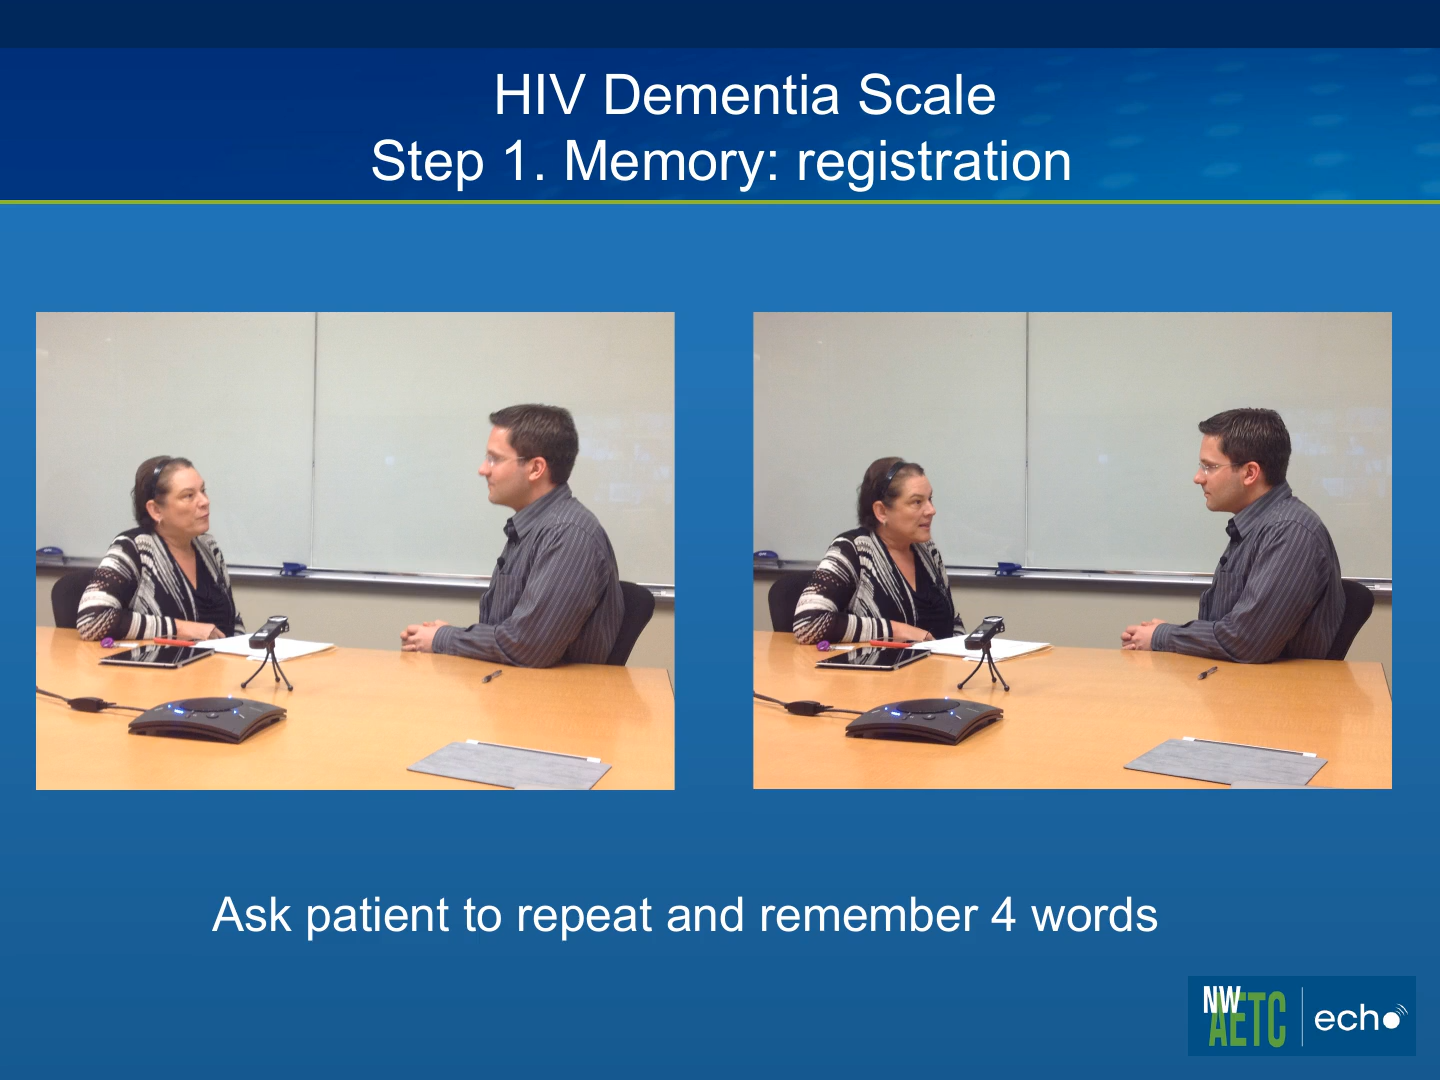 HIV Dementia Scale
Step 1. Memory: registration
Ask patient to repeat and remember 4 words
NW
AETC
echo